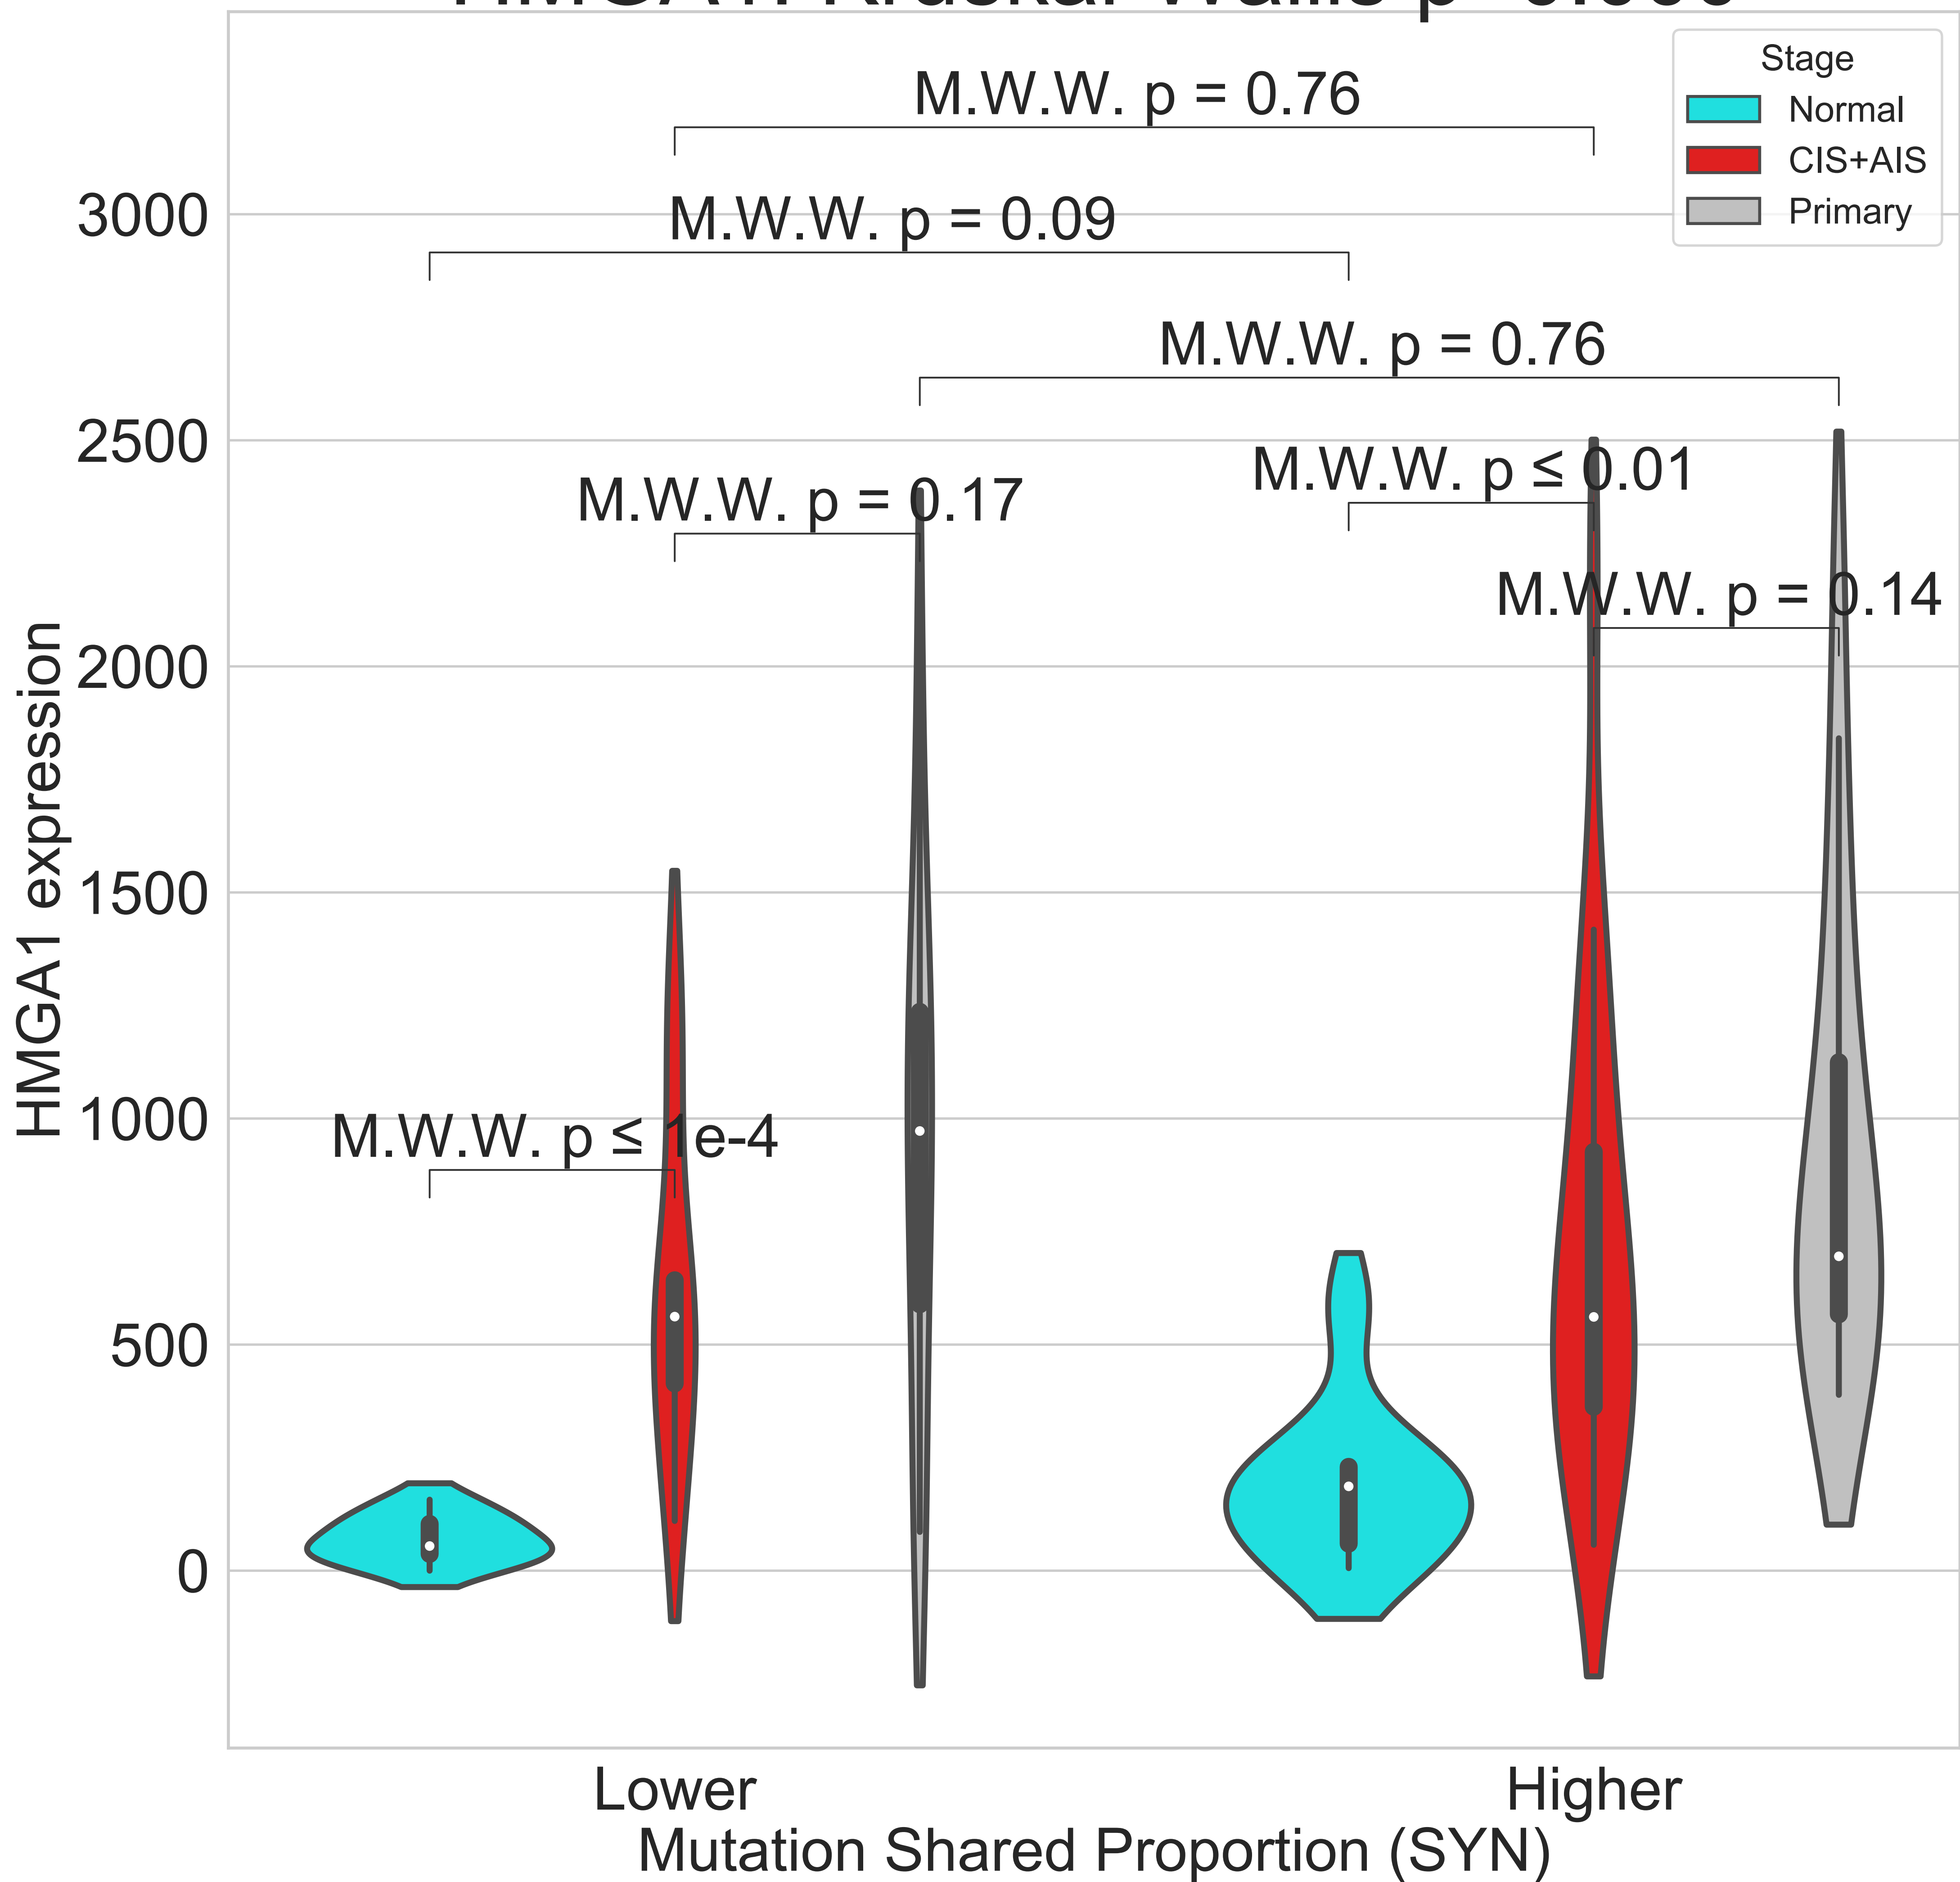 Stage
Normal
CIS+AIS
Primary
M.W.W. p = 0.76
M.W.W. p = 0.09
M.W.W. p = 0.76
M.W.W. p ≤ 0.01
M.W.W. p = 0.17
M.W.W. p = 0.14
M.W.W. p ≤ 1e-4
3000
2500
2000
1500
1000
500
0
HMGA1 expression
Lower
Higher
Mutation Shared Proportion (SYN)